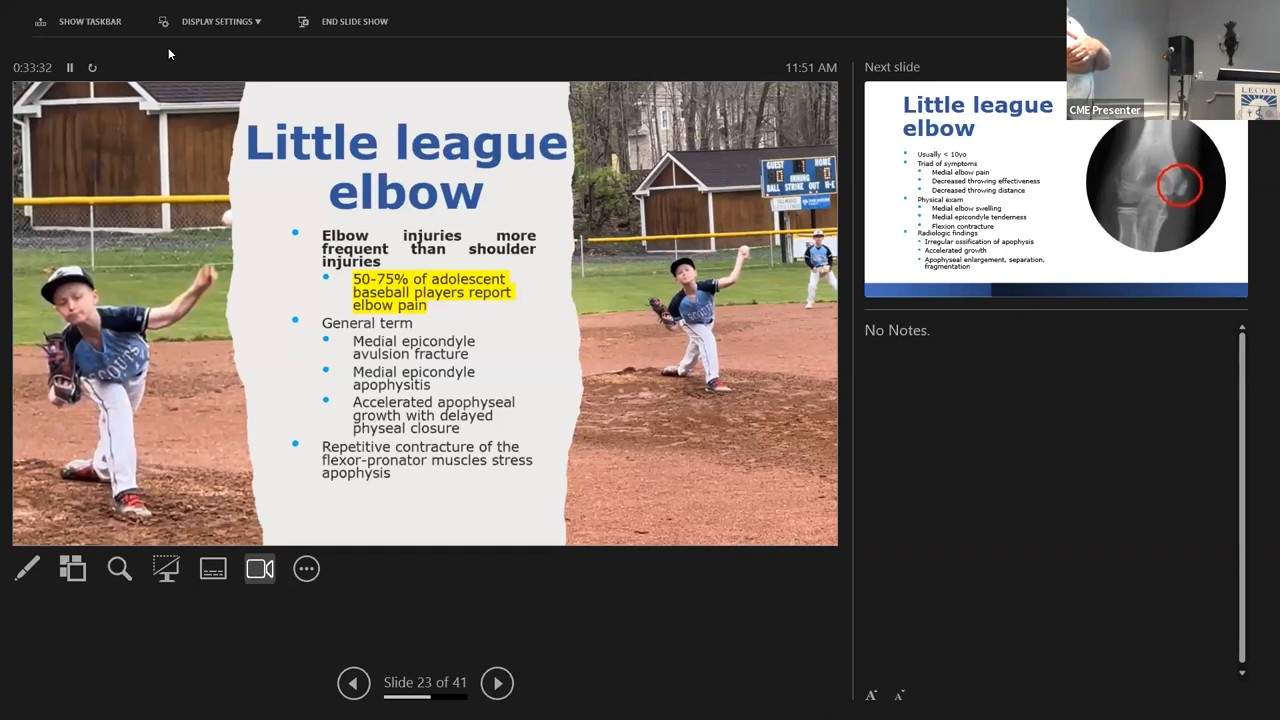 SHOW TASKBAR
DISPLAY SETTINGS
END SLIDE SHOW
0:33:32
11:51 AM
Little league
elbow
Elbow injuries more
frequent than shoulder
injuries
50-75% of adolescent
baseball players report
elbow pain
General term
Medial epicondyle
avulsion fracture
Medial epicondyle
apophysitis
Accelerated apophyseal
growth with delayed
physeal closure
Repetitive contracture of the
flexor-pronator muscles stress
apophysis
SCOUTS
SCOUTS
GUEST HOME
INNING
BALL STRIKE OUT H-E
Slide 23 of 41
Next slide
Little league
elbow
Usually < 10yo
Triad of symptoms
Medial elbow pain
Decreased throwing effectiveness
Decreased throwing distance
Physical exam
Medial elbow swelling
Medial epicondyle tenderness
Flexion contracture
Radiologic findings
Irregular ossification of apophysis
Accelerated growth
Apophyseal enlargement, separation,
fragmentation
CME Presenter
LECOM
No Notes.